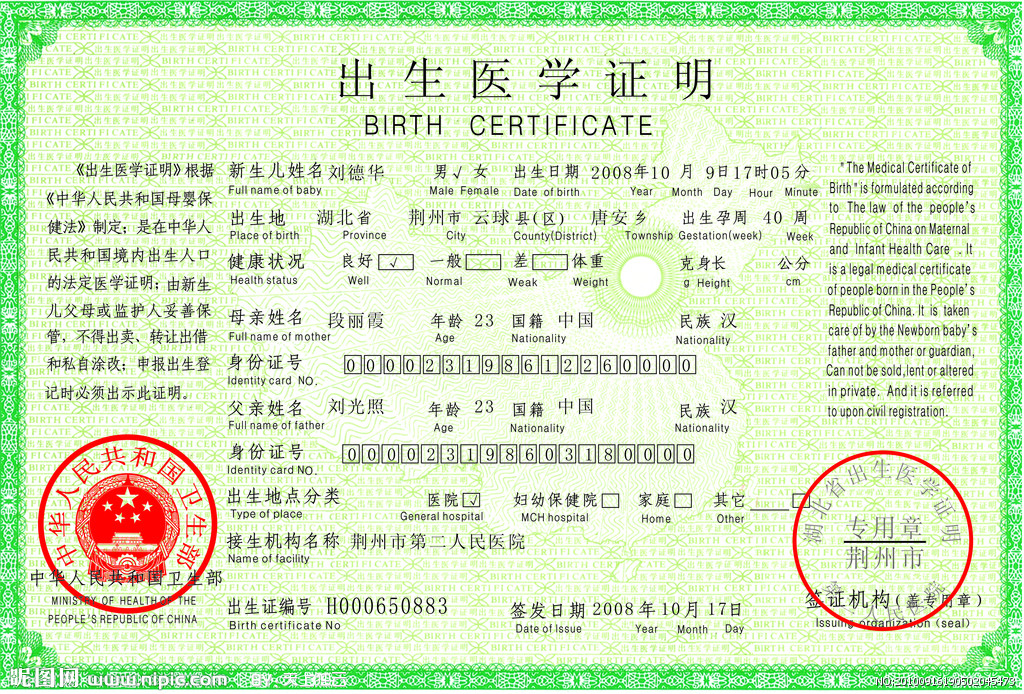 出生医学证明
BIRTH CERTIFICATE
《出生医学证明》根据
《中华人民共和国母婴保
健法》制定；是在中华人
民共和国境内出生人口
的法定医学证明；由新生
儿父母或监护人妥善保
管，不得出卖、转让出借
和私自涂改；申报出生登
记时必须出示此证明。
新生儿姓名 刘德华 男√ 女 出生日期 2008年10月 9日17时05分
Full name of baby Male Female Date of birth Year Month Day Hour Minute
出生地 湖北省 荆州市 云球县(区) 唐安乡 出生孕周 40 周
Place of birth Province City County(District) Township Gestation(week) Week
健康状况 良好 √ 一般 差 体重 克身长 公分
Health status Well Normal Weak Weight g Height cm
母亲姓名 段丽霞 年龄 23 国籍 中国 民族 汉
Full name of mother Age Nationality Nationality
身份证号 000023198612260000
Identity card NO.
父亲姓名 刘光照 年龄 23 国籍 中国 民族 汉
Full name of father Age Nationality Nationality
身份证号 000023198603180000
Identity card NO.
出生地点分类 医院 √ 妇幼保健院 家庭 其它
Type of place General hospital MCH hospital Home Other
接生机构名称 荆州市第二人民医院
Name of facility
出生证编号 H000650883 签发日期 2008年10月17日
Birth certificate No Date of Issue Year Month Day
"The Medical Certificate of
Birth" is formulated according
to The law of the people's
Republic of China on Maternal
and Infant Health Care . It
is a legal medical certificate
of people born in the People's
Republic of China. It is taken
care of by the Newborn baby's
father and mother or guardian,
Can not be sold,lent or altered
in private. And it is referred
to upon civil registration.
中华人民共和国卫生部
中华人民共和国卫生部
MINISTRY OF HEALTH OF THE
PEOPLE'S REPUBLIC OF CHINA
湖北省出生医学证明
专用章
荆州市
签证机构(盖专用章)
Issuing organization (seal)
昵图网 www.nipic.com
NO:20100916190502045473